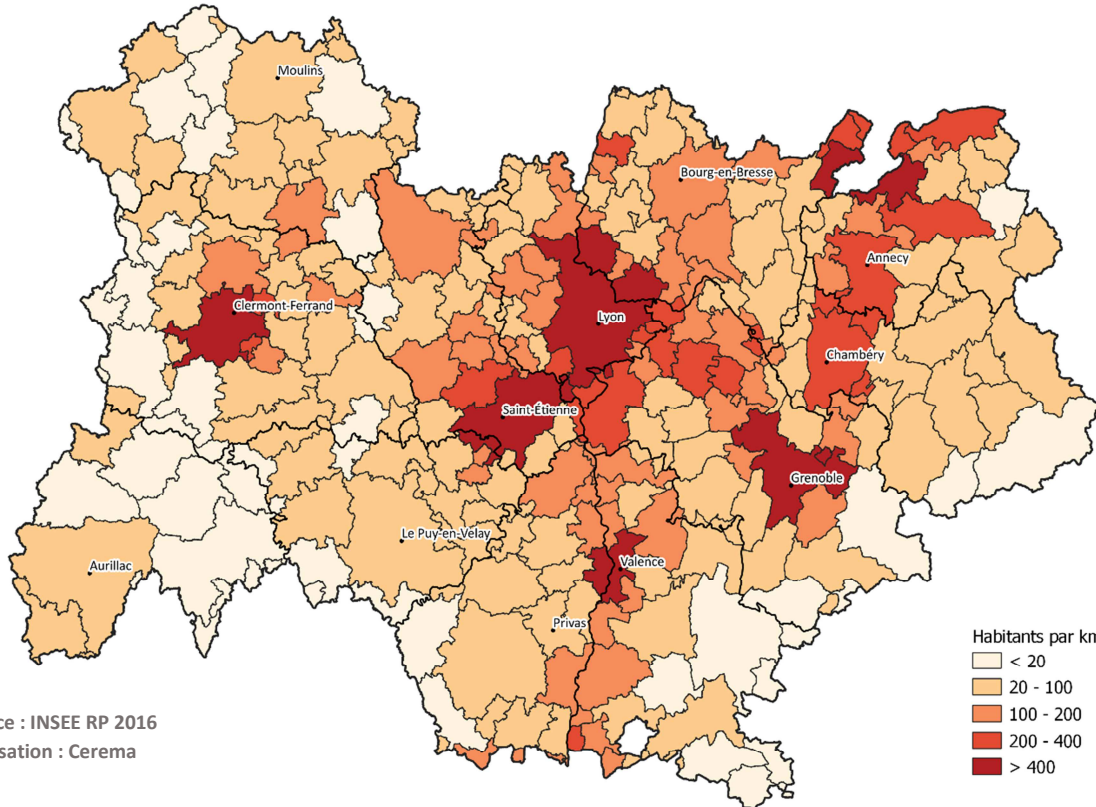 Moulins
Bourg-en-Bresse
Annecy
Clermont-Ferrand
Lyon
Chambéry
Saint-Étienne
Grenoble
Le Puy-en-Velay
Valence
Aurillac
Privas
Habitants par km
< 20
20 - 100
100 - 200
200 - 400
> 400
ce : INSEE RP 2016
sation : Cerema